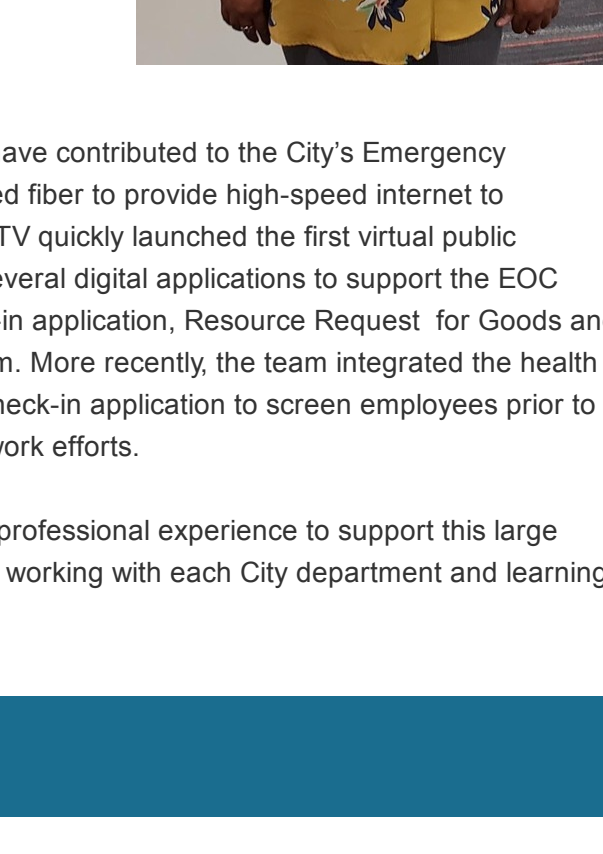 ave contributed to the City’s Emergency
ed fiber to provide high-speed internet to
TV quickly launched the first virtual public
everal digital applications to support the EOC
-in application, Resource Request  for Goods an
m. More recently, the team integrated the health
heck-in application to screen employees prior to
work efforts.
professional experience to support this large
working with each City department and learning